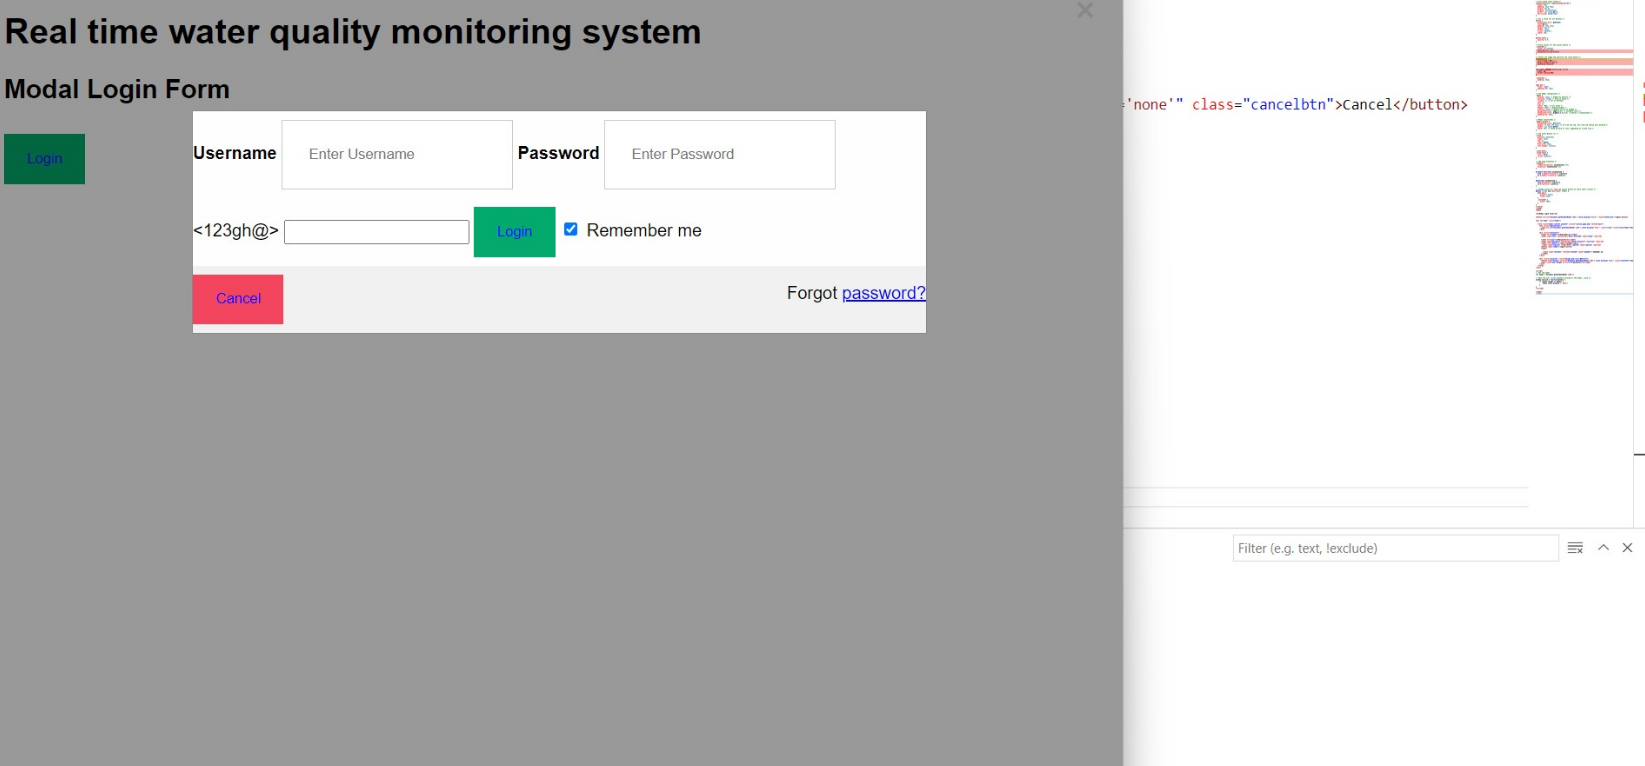 Real time water quality monitoring system
Modal Login Form
Login
Username Enter Username Password Enter Password
<123gh@> Login Remember me
Cancel Forgot password?
='none'" class="cancelbtn">Cancel</button>
Filter (e.g. text, !exclude)